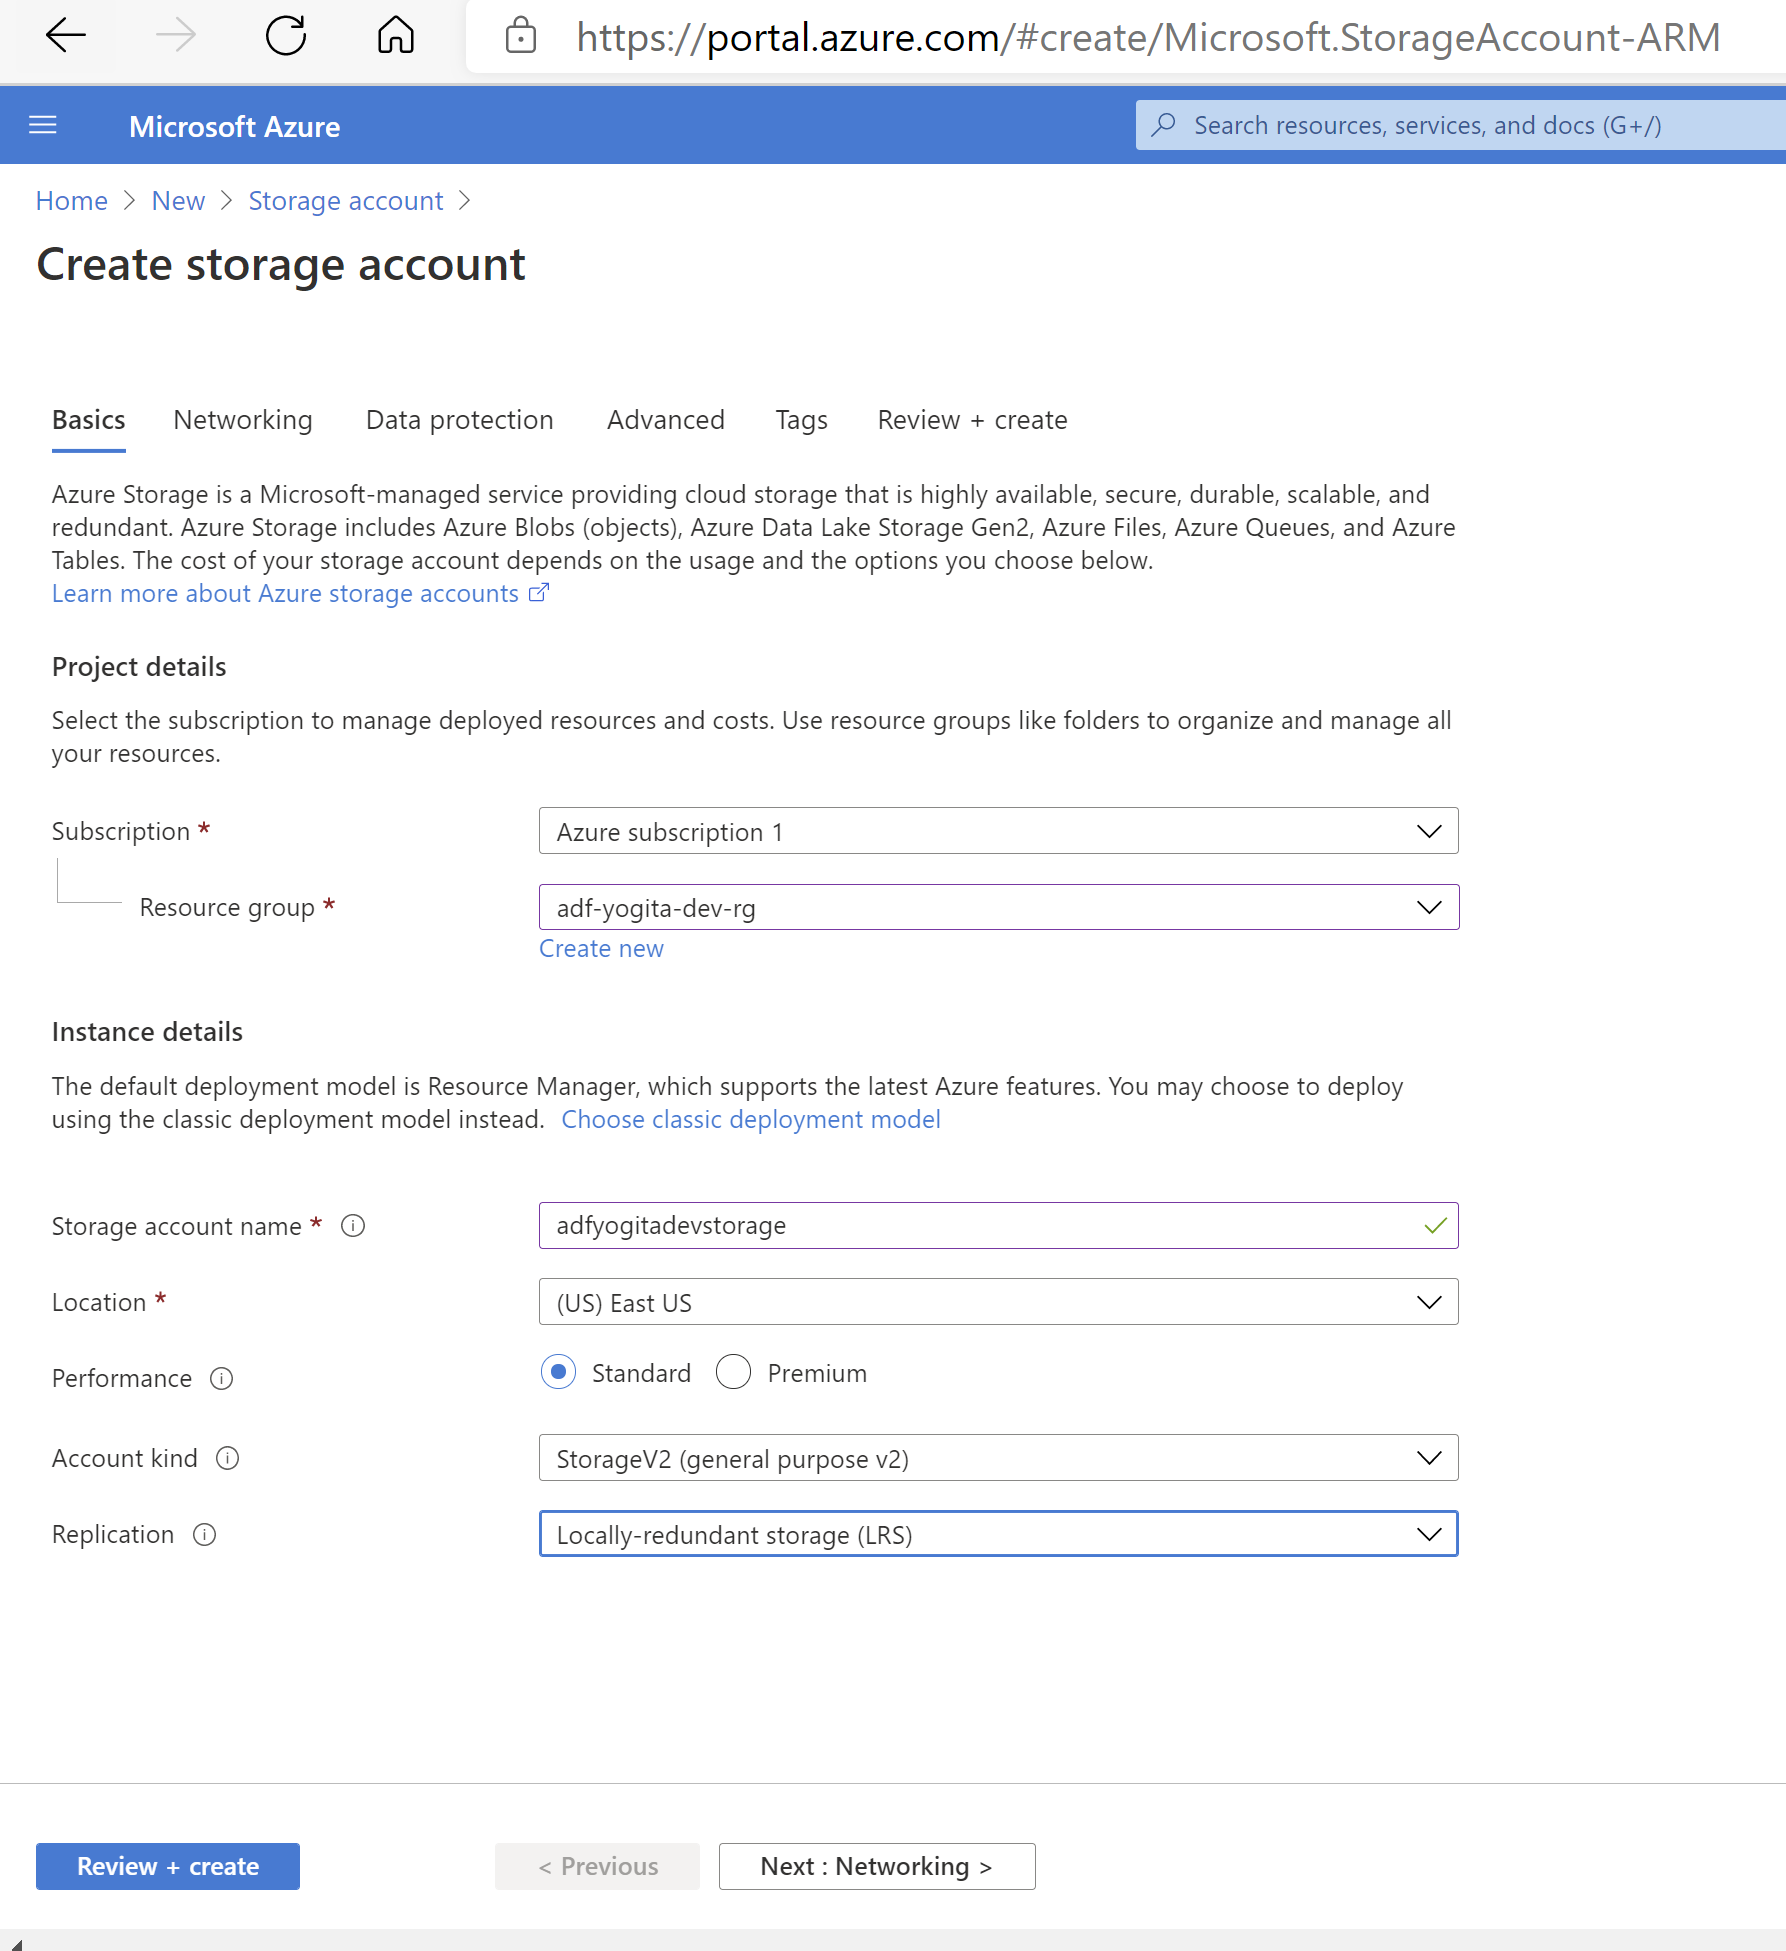 https://portal.azure.com/#create/Microsoft.StorageAccount-ARM
Microsoft Azure
Search resources, services, and docs (G+/)
Home > New > Storage account >
Create storage account
Basics Networking Data protection Advanced Tags Review + create
Azure Storage is a Microsoft-managed service providing cloud storage that is highly available, secure, durable, scalable, and
redundant. Azure Storage includes Azure Blobs (objects), Azure Data Lake Storage Gen2, Azure Files, Azure Queues, and Azure
Tables. The cost of your storage account depends on the usage and the options you choose below.
Learn more about Azure storage accounts
Project details
Select the subscription to manage deployed resources and costs. Use resource groups like folders to organize and manage all
your resources.
Subscription *
Azure subscription 1
Resource group *
adf-yogita-dev-rg
Create new
Instance details
The default deployment model is Resource Manager, which supports the latest Azure features. You may choose to deploy
using the classic deployment model instead. Choose classic deployment model
Storage account name *
adfyogitadevstorage
Location *
(US) East US
Performance
Standard Premium
Account kind
StorageV2 (general purpose v2)
Replication
Locally-redundant storage (LRS)
Review + create
< Previous
Next : Networking >